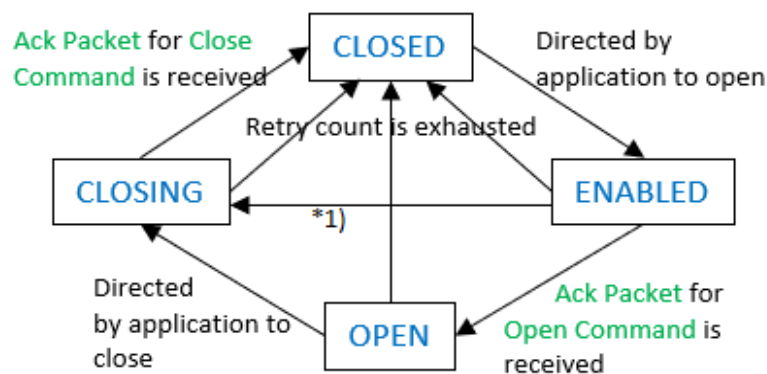 Ack Packet for Close
Command is received
CLOSED
Directed by
application to open
Retry count is exhausted
CLOSING
ENABLED
*1)
Directed
by application to
close
OPEN
Ack Packet for
Open Command is
received